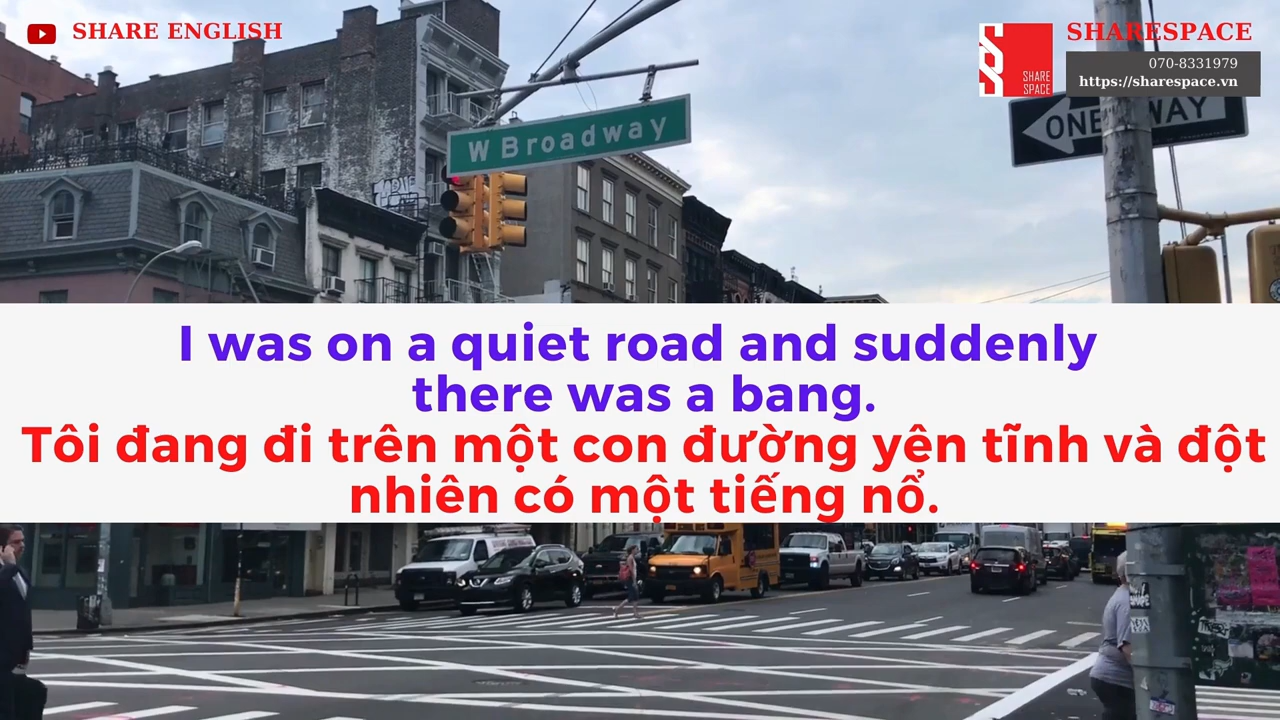 SHARE ENGLISH
SHARESPACE
SHARE
SPACE
070-8331979
https://sharespace.vn
W Broadway
ONE WAY
I was on a quiet road and suddenly
there was a bang.
Tôi đang đi trên một con đường yên tĩnh và đột
nhiên có một tiếng nổ.